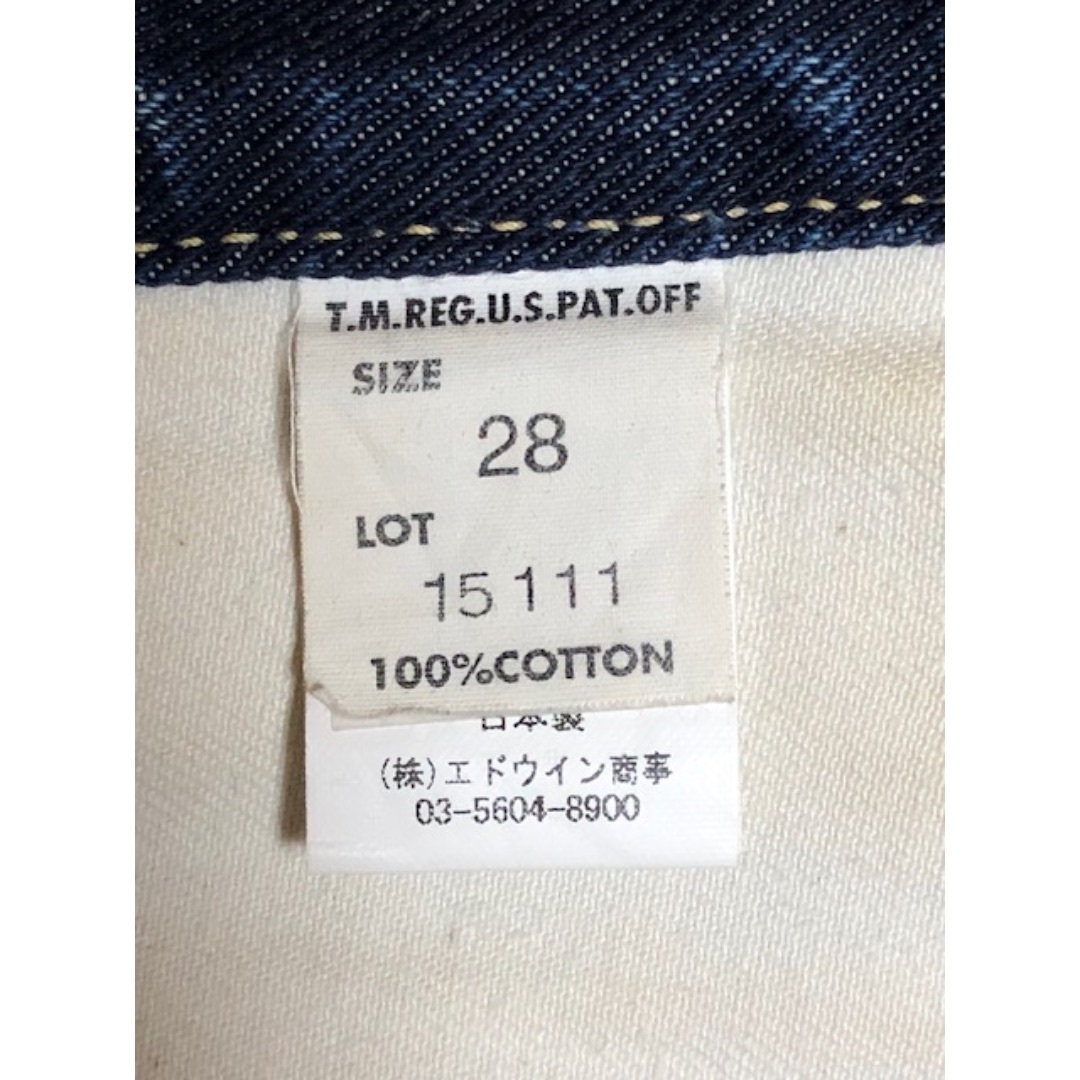 T.M.REG.U.S.PAT.OFF
SIZE
28
LOT
15111
100%COTTON
日本製
(株)エドウイン商事
03-5604-8900